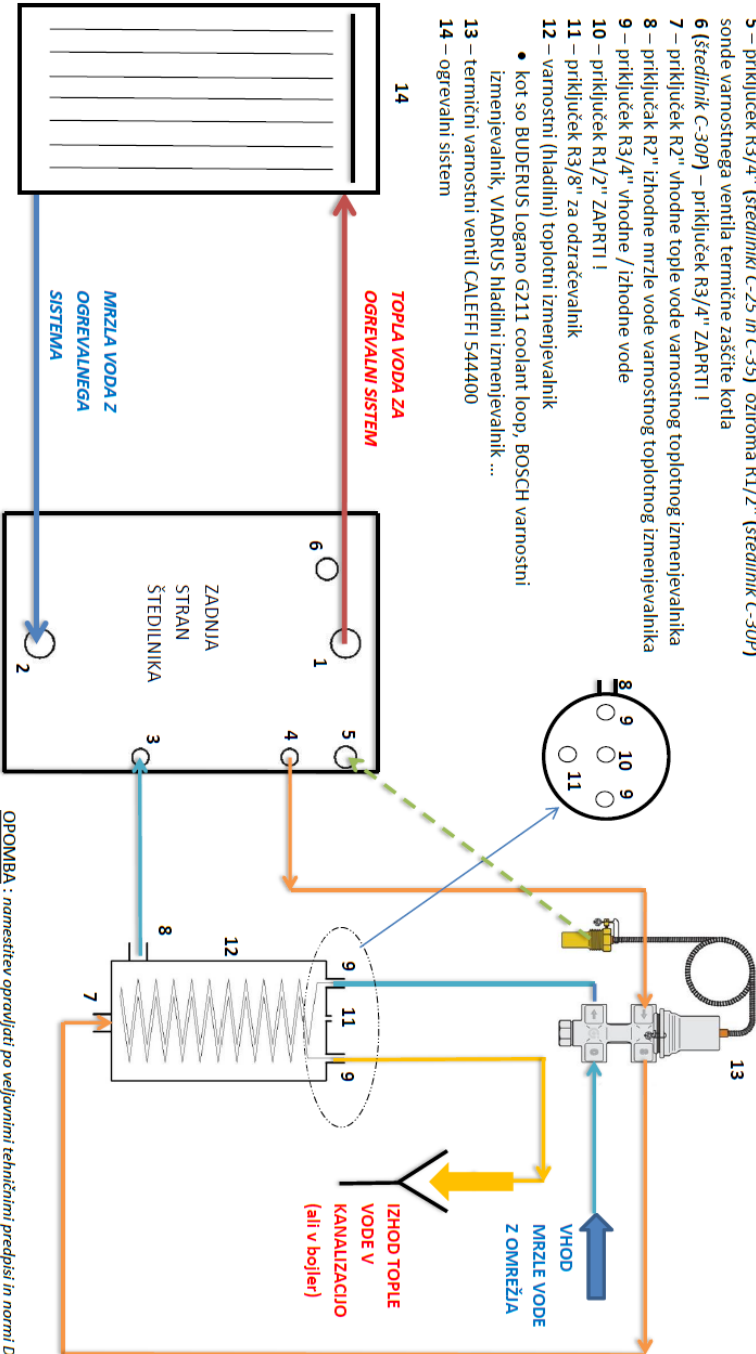 5 – priključek R3/4" (štedilniki C-25 in C-35) oziroma R1/2" (štedilnik C-30P)
sonde varnostnega ventila termične zaščite kotla
6 (štedilnik C-30P) – priključek R3/4" ZAPRTI !
7 – priključek R2" vhodne tople vode varnostnog toplotnog izmenjevalnika
8 – priključak R2" izhodne mrzle vode varnostnog toplotnog izmenjevalnika
9 – priključek R3/4" vhodne / izhodne vode
10 – priključek R1/2" ZAPRTI !
11 – priključek R3/8" za odzračevalnik
12 – varnostni (hladilni) toplotni izmenjevalnik
• kot so BUDERUS Logano G211 coolant loop, BOSCH varnostni
izmenjevalnik, VIADRUS hladilni izmenjevalnik ...
13 – termični varnostni ventil CALEFFI 544400
14 – ogrevalni sistem
14
TOPLA VODA ZA
OGREVALNI SISTEM
MRZLA VODA Z
OGREVALNEGA
SISTEMA
6
1
2
ZADNJA
STRAN
ŠTEDILNIKA
5
4
3
8
9
10
9
11
13
12
8
7
9
11
9
VHOD
MRZLE VODE
Z OMREŽJA
IZHOD TOPLE
VODE V
KANALIZACIJO
(ali v bojler)
OPOMBA : namestitev opravljati po veljavnimi tehničnimi predpisi in normi